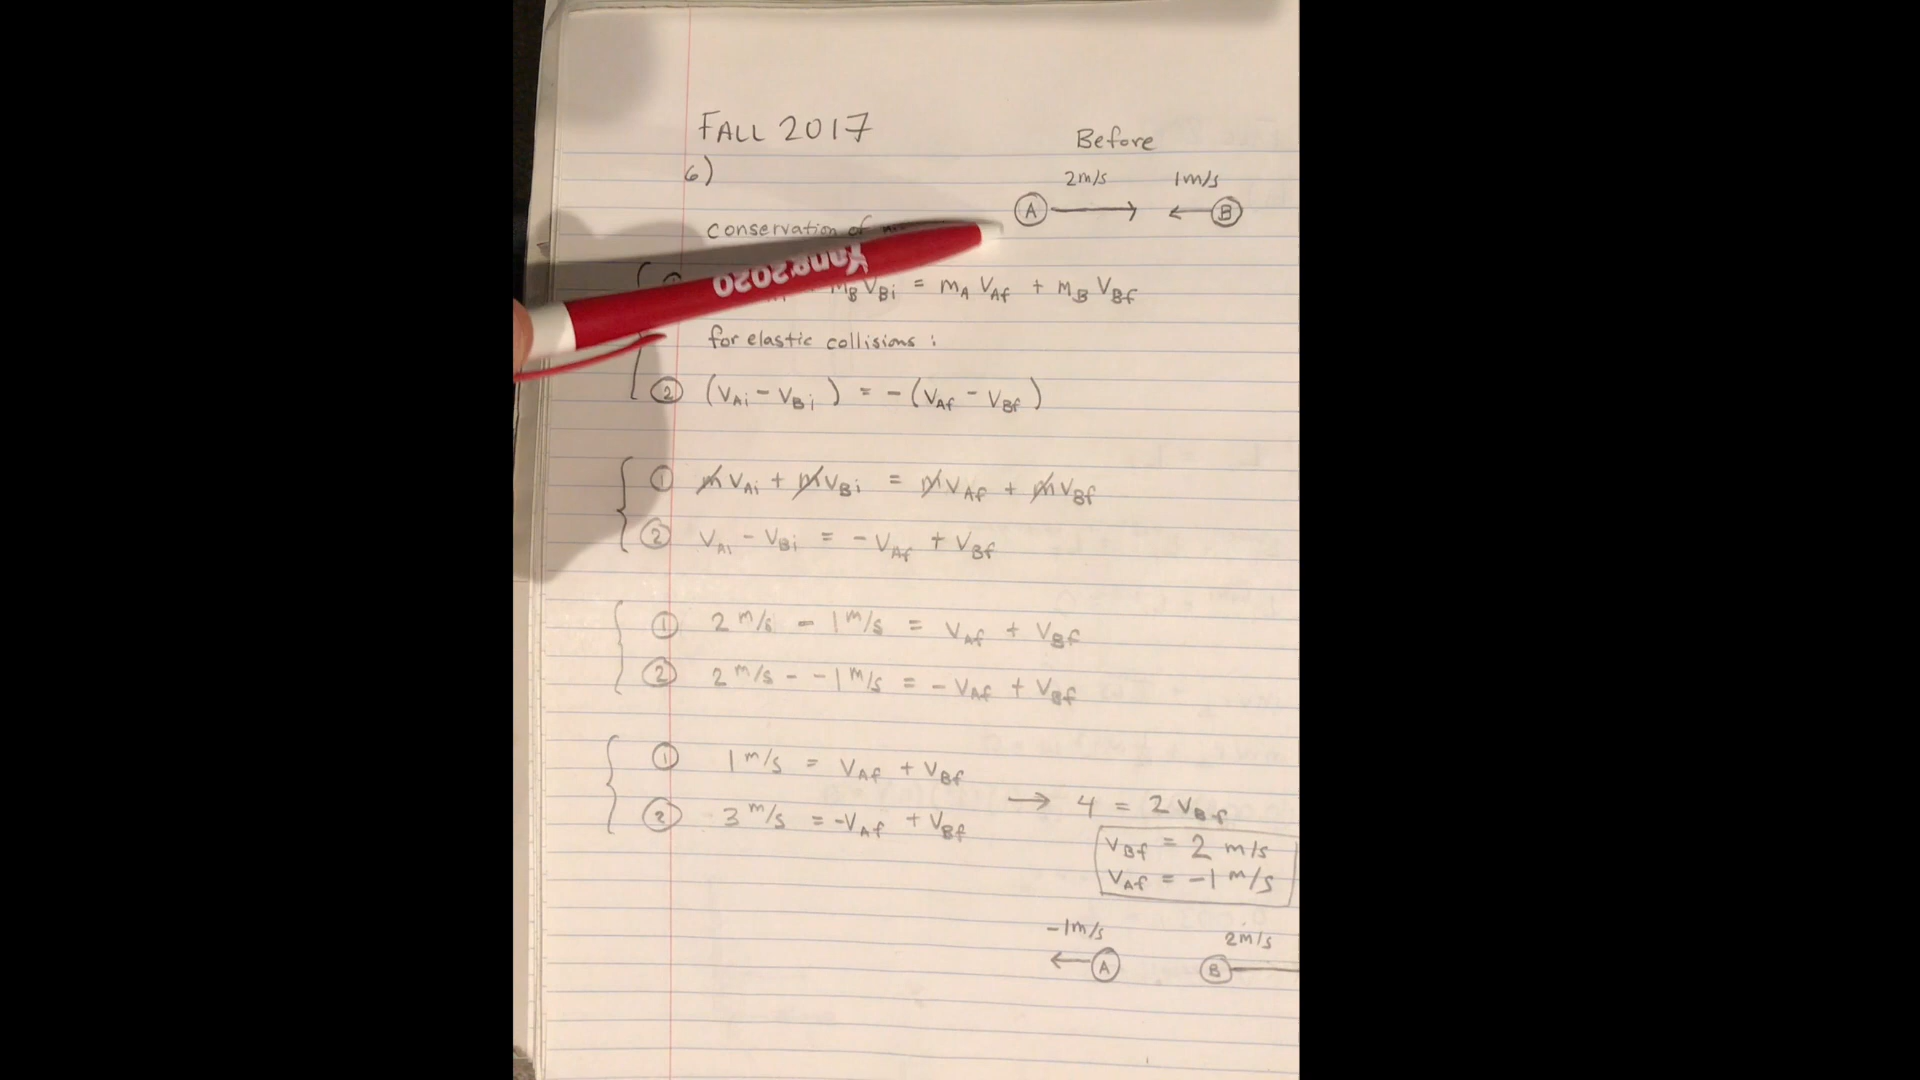 FALL 2017
Before
6)
2m/s 1m/s
A B
conservation of
Yang2020
m_B v_Bi = m_A v_Af + m_B v_Bf
for elastic collisions :
② (v_Ai - v_Bi) = -(v_Af - v_Bf)
① m v_Ai + m v_Bi = m v_Af + m v_Bf
② v_Ai - v_Bi = - v_Af + v_Bf
① 2 m/s - 1 m/s = v_Af + v_Bf
② 2 m/s - -1 m/s = - v_Af + v_Bf
① 1 m/s = v_Af + v_Bf
② 3 m/s = -v_Af + v_Bf
→ 4 = 2 v_Bf
v_Bf = 2 m/s
v_Af = -1 m/s
-1m/s 2m/s
A B